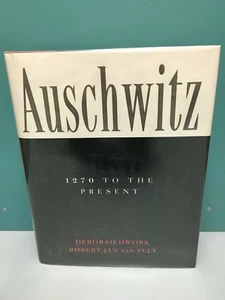 Auschwitz
1270 TO THE
PRESENT
DEBÓRAH DWORK
ROBERT JAN VAN PELT